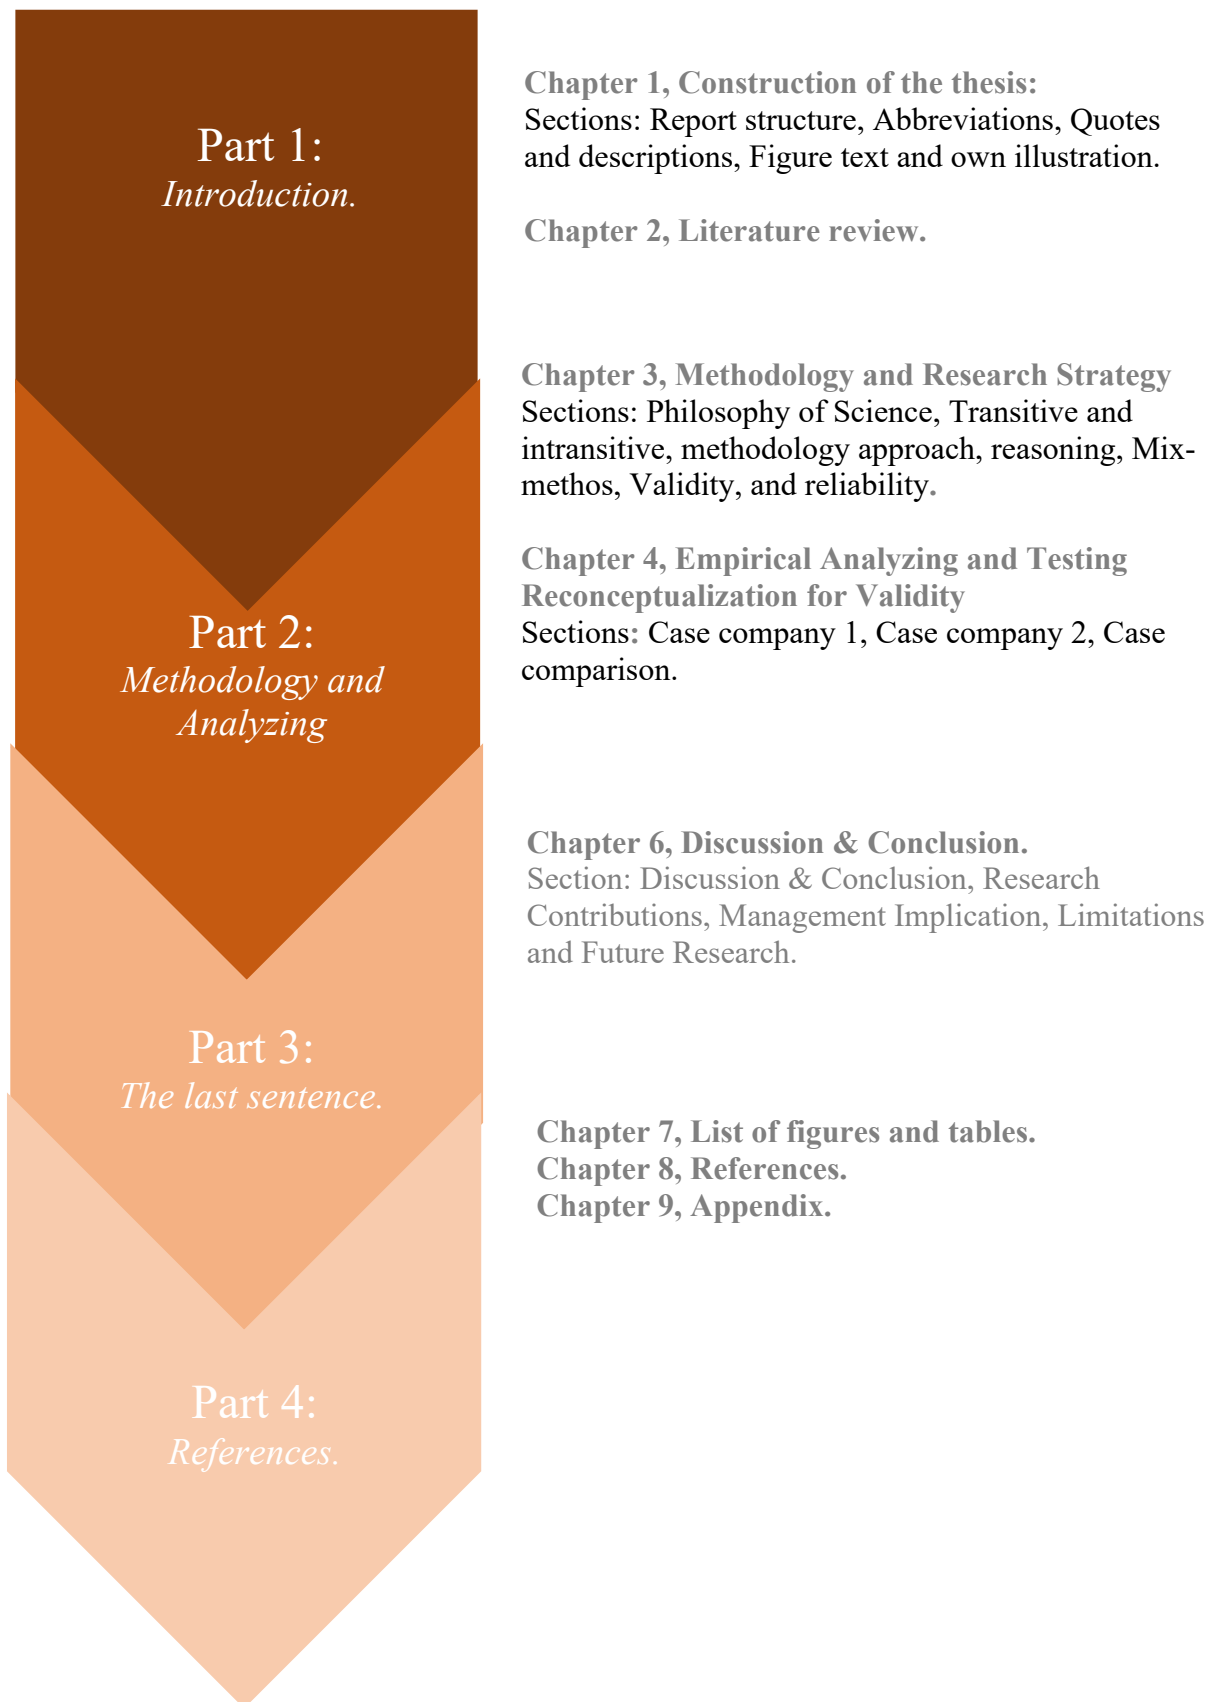 Part 1:
Introduction.
Chapter 1, Construction of the thesis:
Sections: Report structure, Abbreviations, Quotes
and descriptions, Figure text and own illustration.
Chapter 2, Literature review.
Part 2:
Methodology and
Analyzing
Chapter 3, Methodology and Research Strategy
Sections: Philosophy of Science, Transitive and
intransitive, methodology approach, reasoning, Mix-
methos, Validity, and reliability.
Chapter 4, Empirical Analyzing and Testing
Reconceptualization for Validity
Sections: Case company 1, Case company 2, Case
comparison.
Part 3:
The last sentence.
Chapter 6, Discussion & Conclusion.
Section: Discussion & Conclusion, Research
Contributions, Management Implication, Limitations
and Future Research.
Part 4:
References.
Chapter 7, List of figures and tables.
Chapter 8, References.
Chapter 9, Appendix.